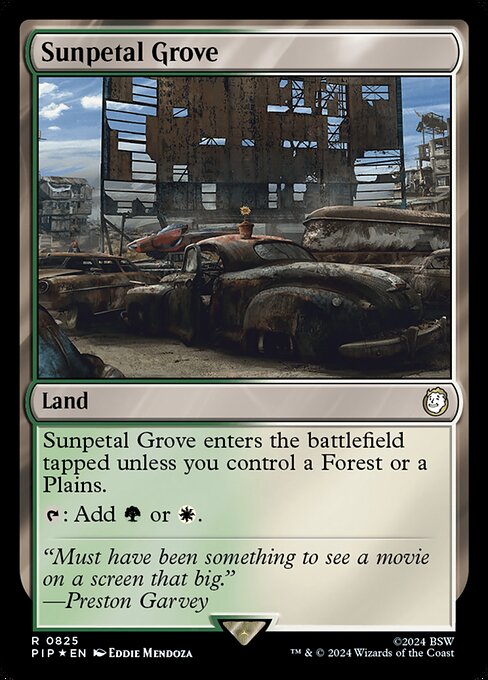 Sunpetal Grove
Land
Sunpetal Grove enters the battlefield
tapped unless you control a Forest or a
Plains.
: Add or .
“Must have been something to see a movie
on a screen that big.”
—Preston Garvey
R 0825
PIP ★ EN Eddie Mendoza
©2024 BSW
™ & © 2024 Wizards of the Coast